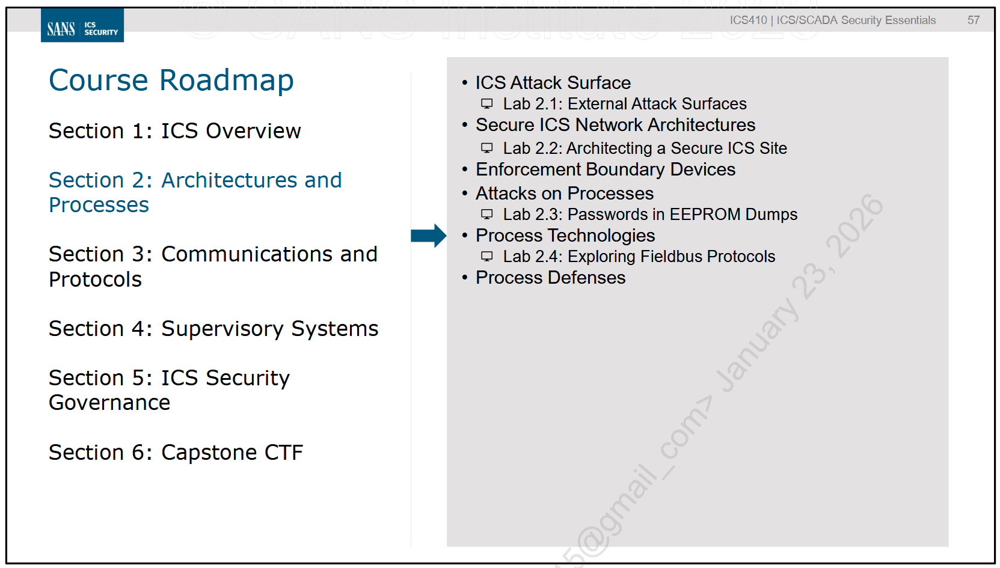 © SANS Institute 2026
SANS
ICS
SECURITY
ICS410 | ICS/SCADA Security Essentials 57
Course Roadmap
Section 1: ICS Overview
Section 2: Architectures and
Processes
Section 3: Communications and
Protocols
Section 4: Supervisory Systems
Section 5: ICS Security
Governance
Section 6: Capstone CTF
• ICS Attack Surface
Lab 2.1: External Attack Surfaces
• Secure ICS Network Architectures
Lab 2.2: Architecting a Secure ICS Site
• Enforcement Boundary Devices
• Attacks on Processes
Lab 2.3: Passwords in EEPROM Dumps
• Process Technologies
Lab 2.4: Exploring Fieldbus Protocols
• Process Defenses
5@gmail_com> January 23, 2026